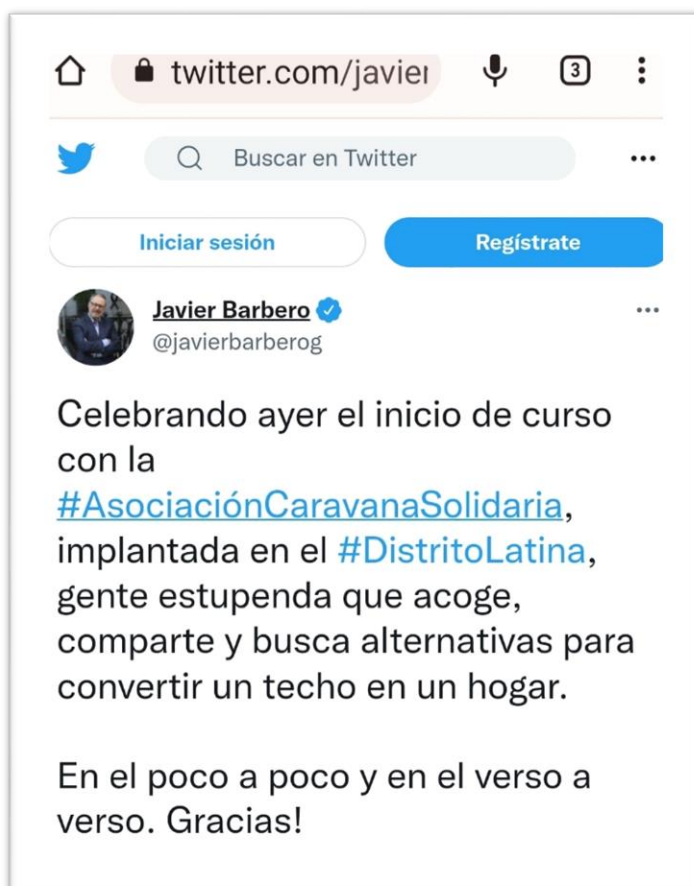 twitter.com/javier
3
Buscar en Twitter
Iniciar sesión
Regístrate
Javier Barbero
@javierbarberog
Celebrando ayer el inicio de curso
con la
#AsociaciónCaravanaSolidaria,
implantada en el #DistritoLatina,
gente estupenda que acoge,
comparte y busca alternativas para
convertir un techo en un hogar.
En el poco a poco y en el verso a
verso. Gracias!